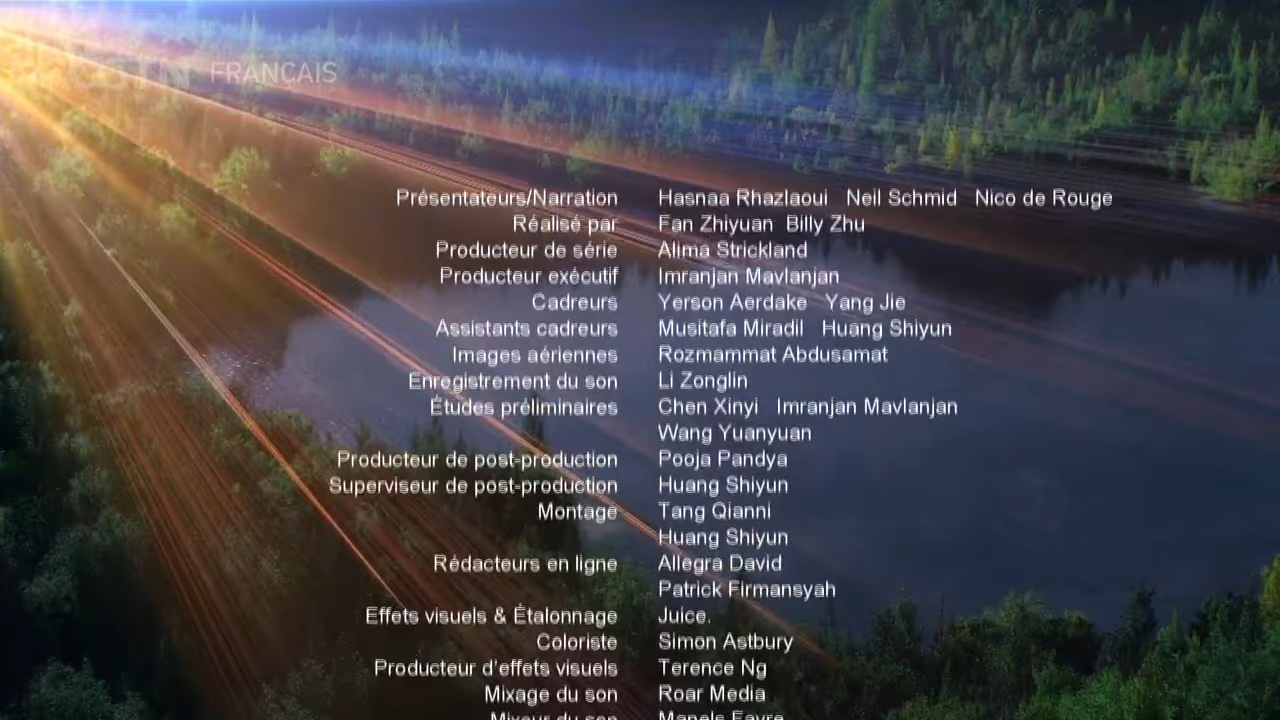 CGTN FRANÇAIS
Présentateurs/Narration Hasnaa Rhazlaoui Neil Schmid Nico de Rouge
Réalisé par Fan Zhiyuan Billy Zhu
Producteur de série Alima Strickland
Producteur exécutif Imranjan Mavlanjan
Cadreurs Yerson Aerdake Yang Jie
Assistants cadreurs Musitafa Miradil Huang Shiyun
Images aériennes Rozmammat Abdusamat
Enregistrement du son Li Zonglin
Études préliminaires Chen Xinyi Imranjan Mavlanjan
Wang Yuanyuan
Producteur de post-production Pooja Pandya
Superviseur de post-production Huang Shiyun
Montage Tang Qianni
Huang Shiyun
Rédacteurs en ligne Allegra David
Patrick Firmansyah
Effets visuels & Étalonnage Juice.
Coloriste Simon Astbury
Producteur d'effets visuels Terence Ng
Mixage du son Roar Media
Mixeur du son